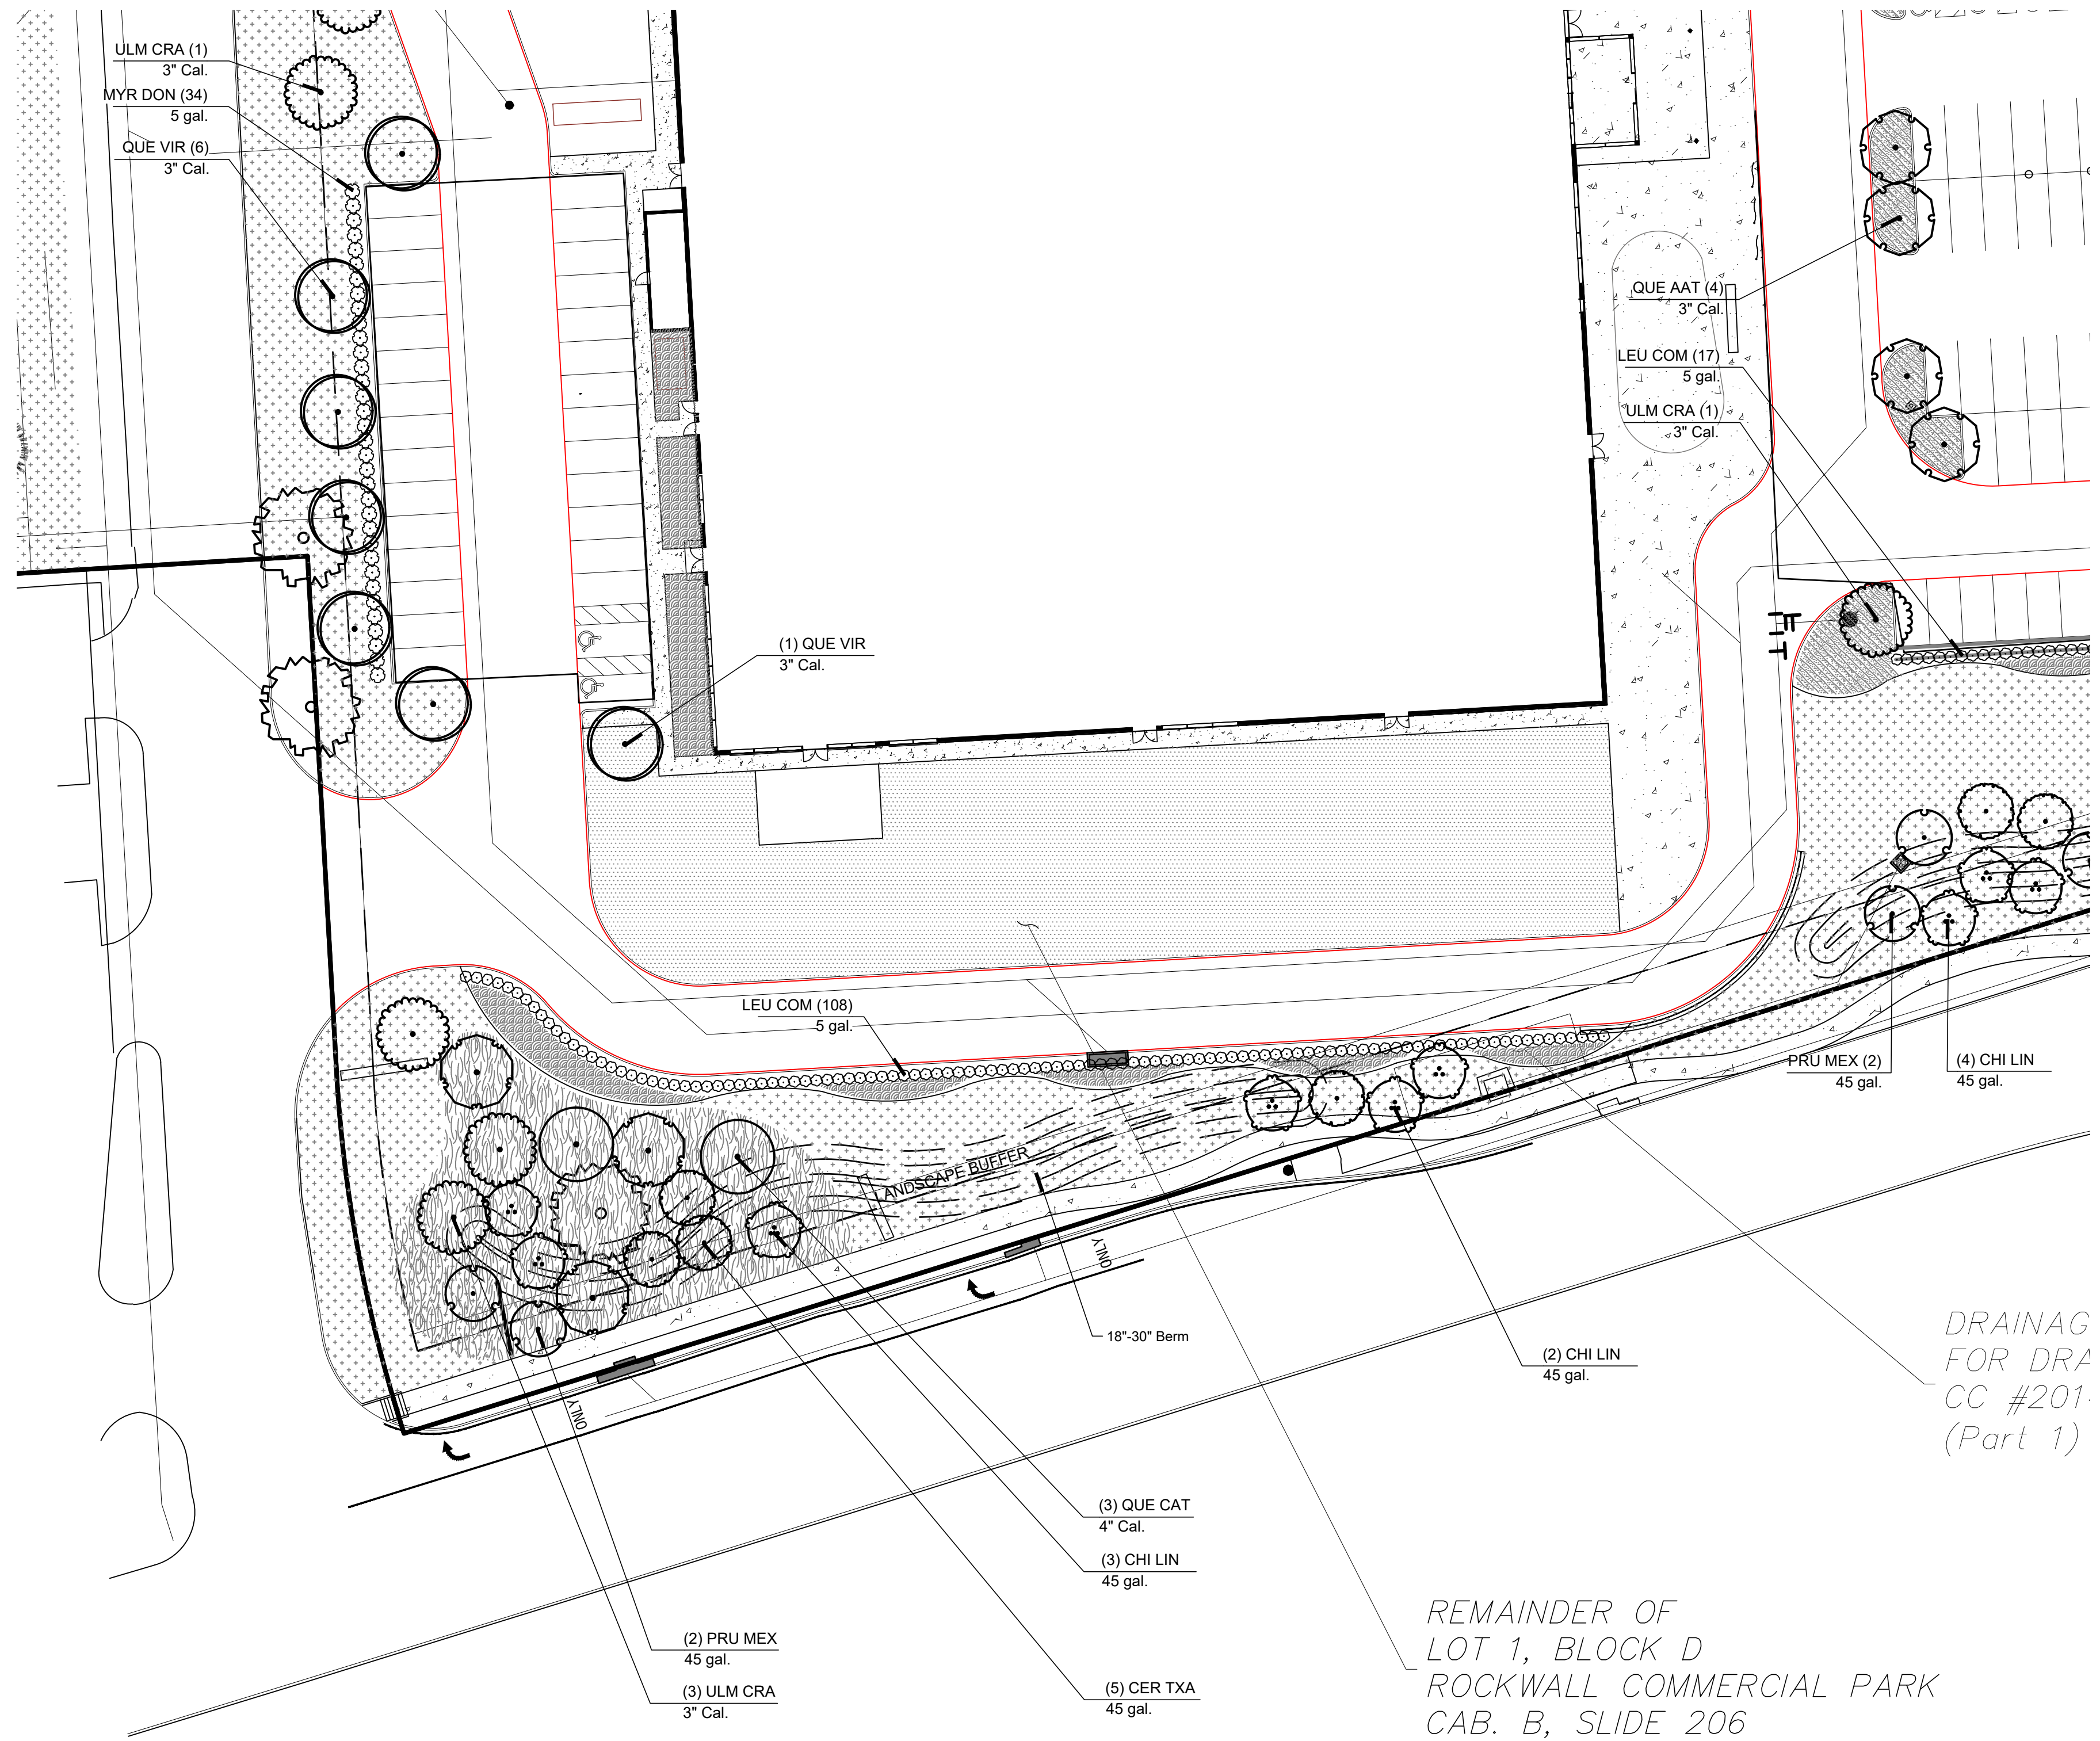 ULM CRA (1)
3" Cal.
MYR DON (34)
5 gal.
QUE VIR (6)
3" Cal.
QUE AAT (4)
3" Cal.
LEU COM (17)
5 gal.
ULM CRA (1)
3" Cal.
(1) QUE VIR
3" Cal.
LEU COM (108)
5 gal.
PRU MEX (2)
45 gal.
(4) CHI LIN
45 gal.
LANDSCAPE BUFFER
ONLY
ONLY
18"-30" Berm
(2) CHI LIN
45 gal.
DRAINAG
FOR DRA
CC #201
(Part 1)
(3) QUE CAT
4" Cal.
(3) CHI LIN
45 gal.
(2) PRU MEX
45 gal.
(3) ULM CRA
3" Cal.
(5) CER TXA
45 gal.
REMAINDER OF
LOT 1, BLOCK D
ROCKWALL COMMERCIAL PARK
CAB. B, SLIDE 206